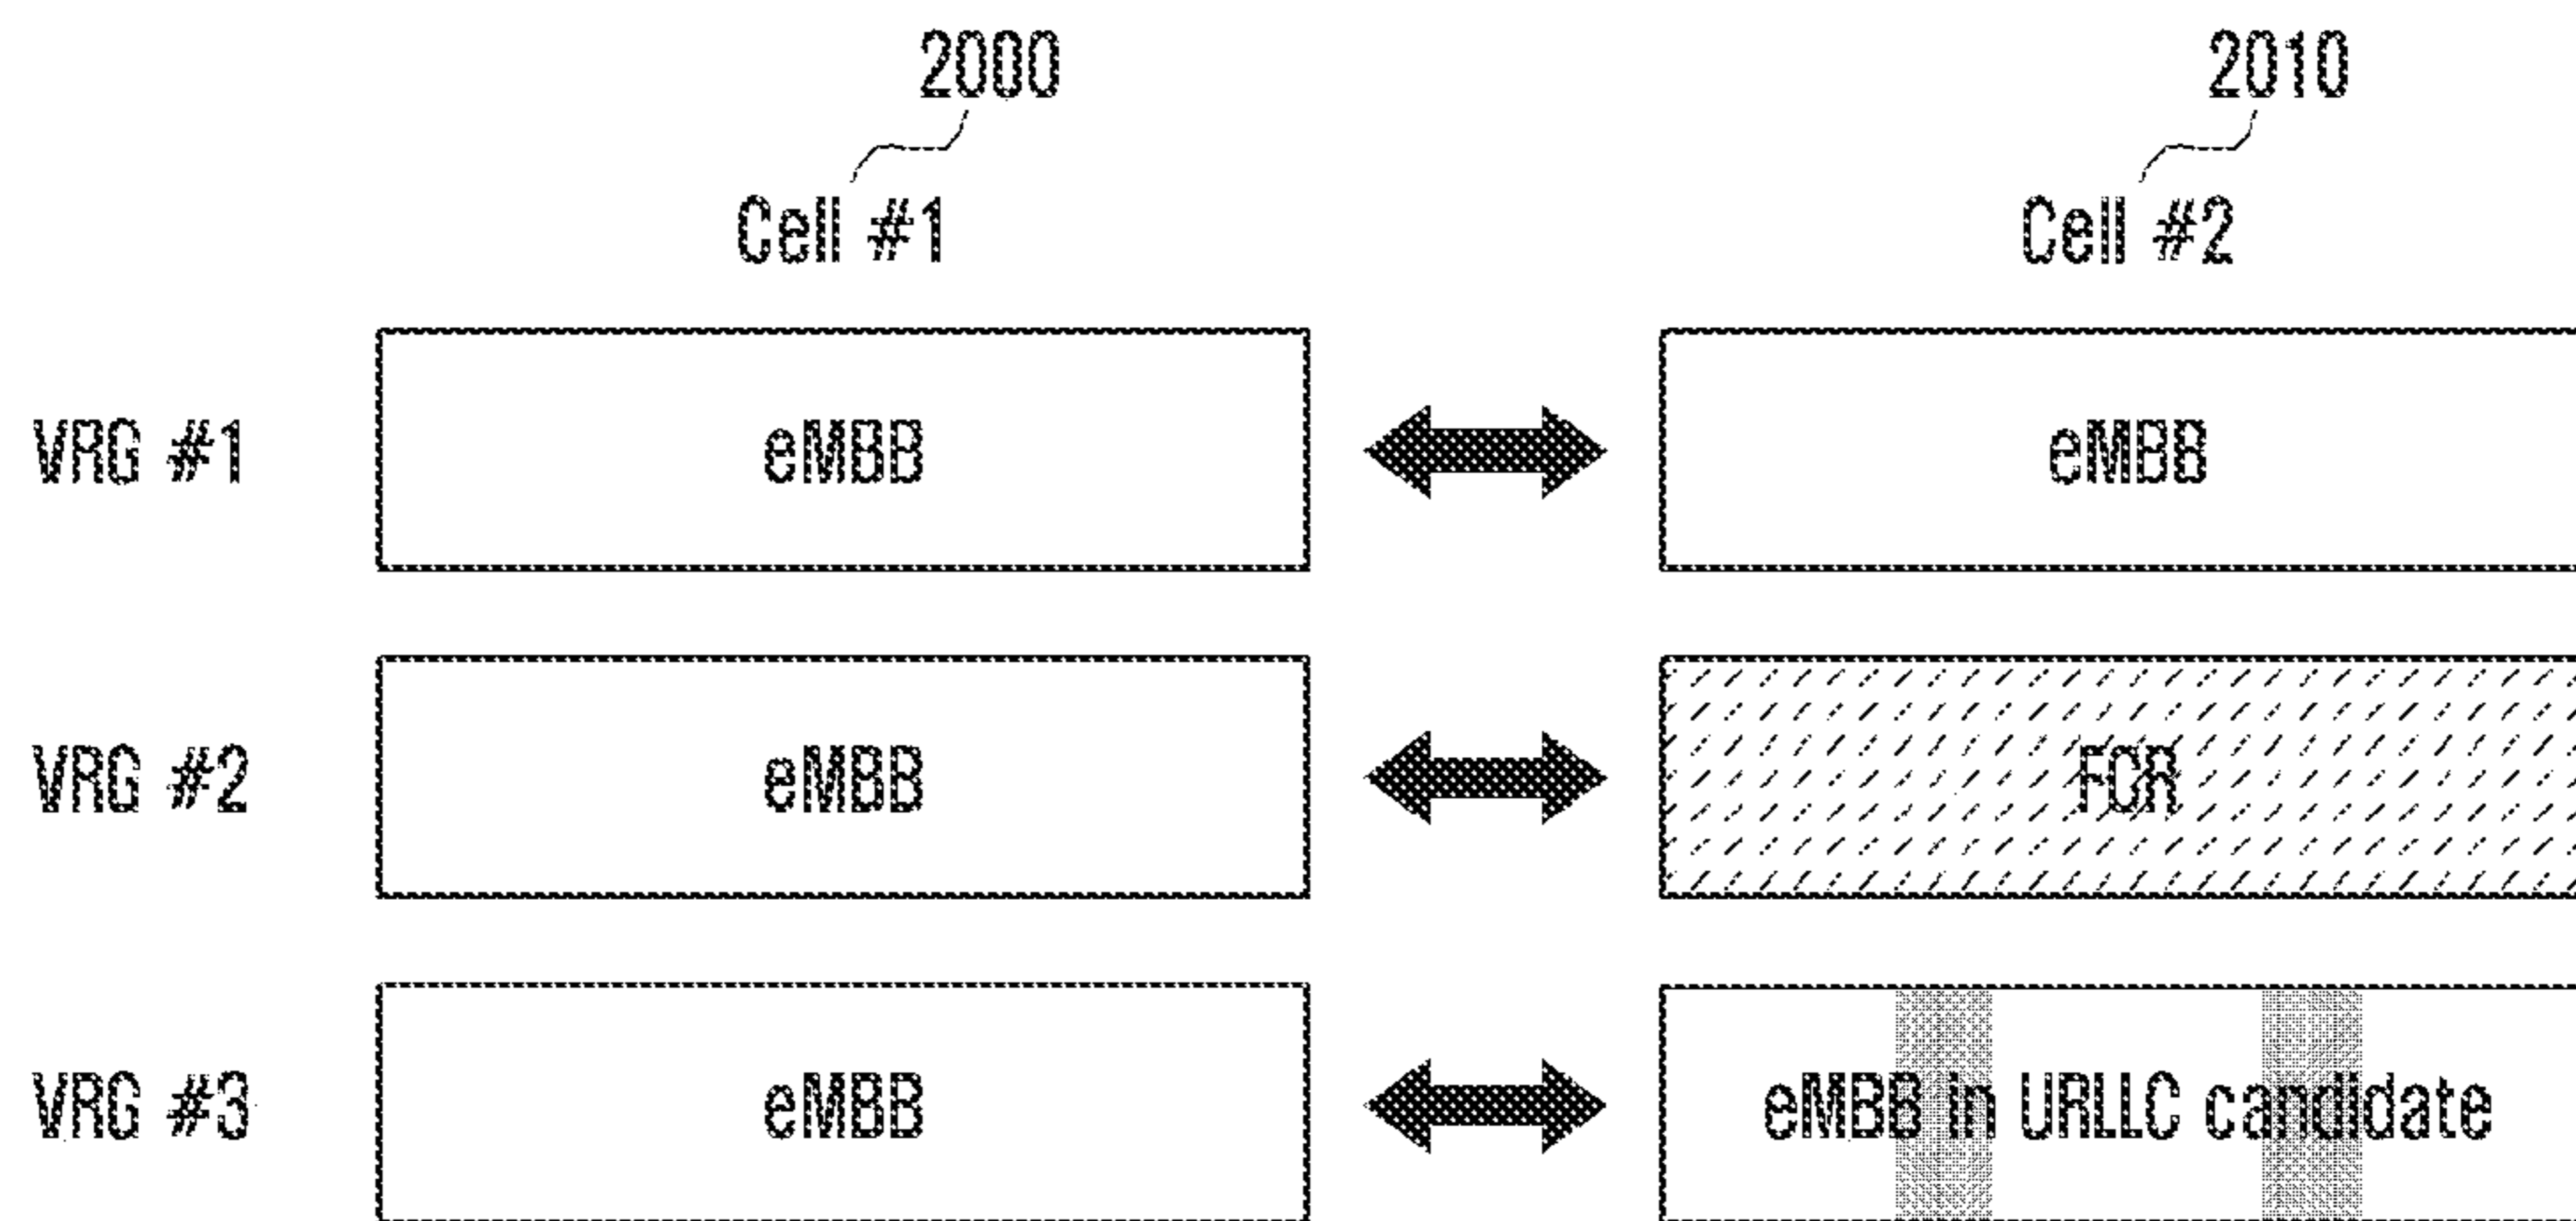 2000 2010
Cell #1 Cell #2
VRG #1 eMBB eMBB
VRG #2 eMBB FCR
VRG #3 eMBB eMBB in URLLC candidate